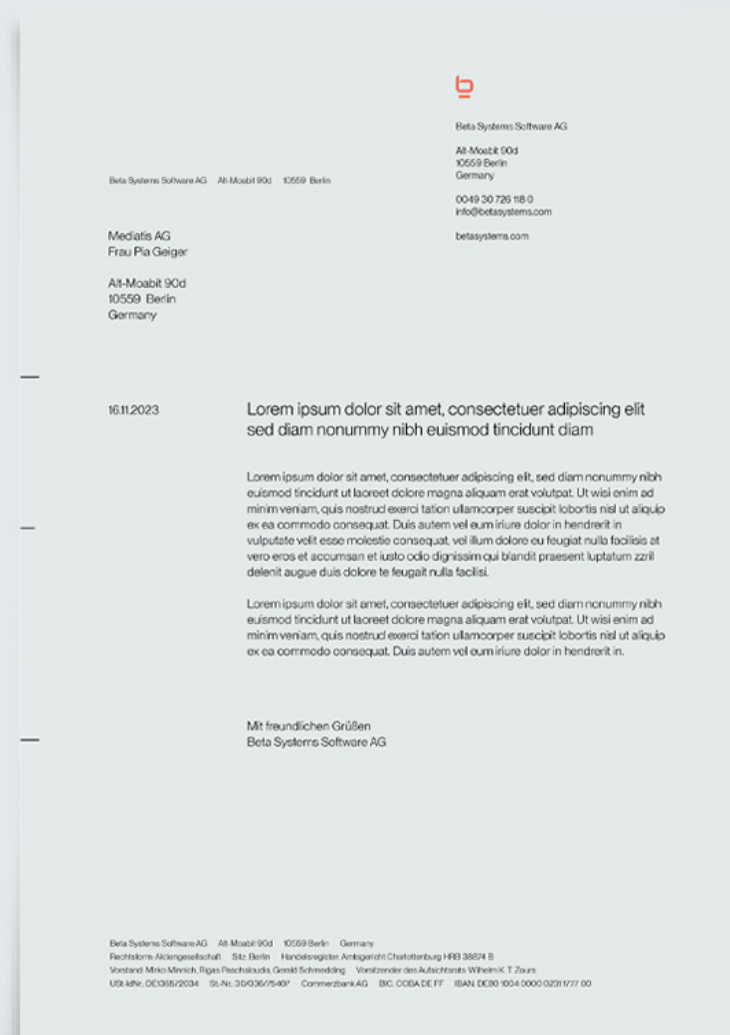 Beta Systems Software AG
Alt-Moabit 90d
10559 Berlin
Germany
0049 30 726 118 0
info@betasystems.com
betasystems.com
Beta Systems Software AG Alt-Moabit 90d 10559 Berlin
Mediatis AG
Frau Pia Geiger
Alt-Moabit 90d
10559 Berlin
Germany
16.11.2023
Lorem ipsum dolor sit amet, consectetuer adipiscing elit
sed diam nonummy nibh euismod tincidunt diam
Lorem ipsum dolor sit amet, consectetuer adipiscing elit, sed diam nonummy nibh
euismod tincidunt ut laoreet dolore magna aliquam erat volutpat. Ut wisi enim ad
minim veniam, quis nostrud exerci tation ullamcorper suscipit lobortis nisl ut aliquip
ex ea commodo consequat. Duis autem vel eum iriure dolor in hendrerit in
vulputate velit esse molestie consequat, vel illum dolore eu feugiat nulla facilisis at
vero eros et accumsan et iusto odio dignissim qui blandit praesent luptatum zzril
delenit augue duis dolore te feugait nulla facilisi.
Lorem ipsum dolor sit amet, consectetuer adipiscing elit, sed diam nonummy nibh
euismod tincidunt ut laoreet dolore magna aliquam erat volutpat. Ut wisi enim ad
minim veniam, quis nostrud exerci tation ullamcorper suscipit lobortis nisl ut aliquip
ex ea commodo consequat. Duis autem vel eum iriure dolor in hendrerit in.
Mit freundlichen Grüßen
Beta Systems Software AG
Beta Systems Software AG Alt-Moabit 90d 10559 Berlin Germany
Rechtsform: Aktiengesellschaft Sitz: Berlin Handelsregister: Amtsgericht Charlottenburg HRB 38874 B
Vorstand: Mirko Minnich, Gerald Schmedding Vorsitzender des Aufsichtsrats: Wilhelm K. T. Zours
USt-IdNr. St.-Nr. Commerzbank AG BIC: COBA DE FF IBAN: